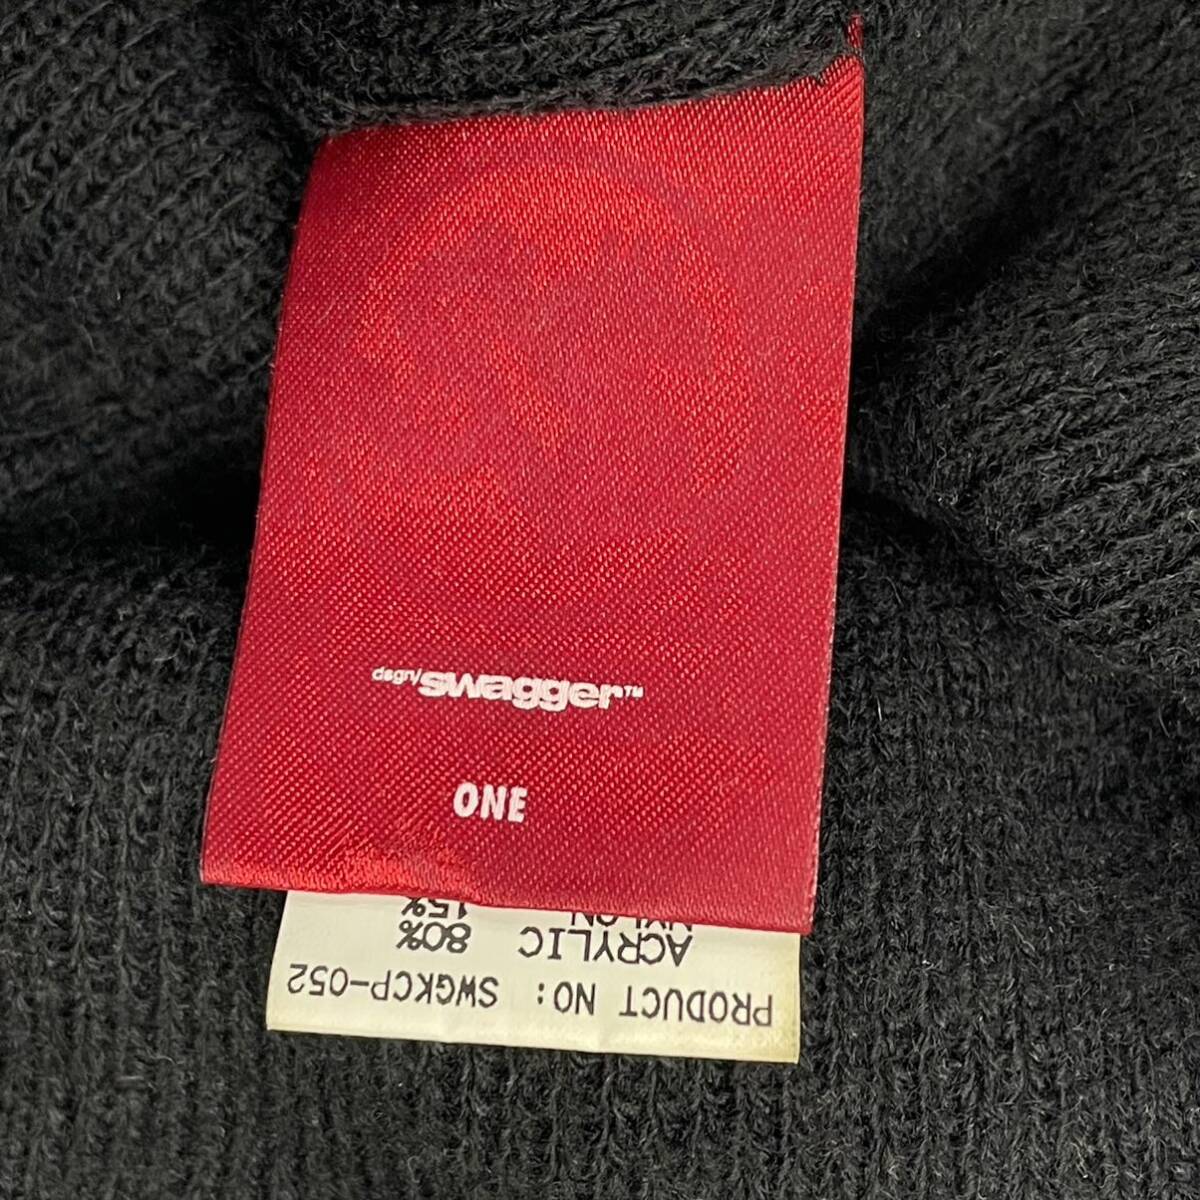 dsgn/swagger™
ONE
PRODUCT NO: SWGKCP-052
ACRYLIC 80%
NYLON 15%